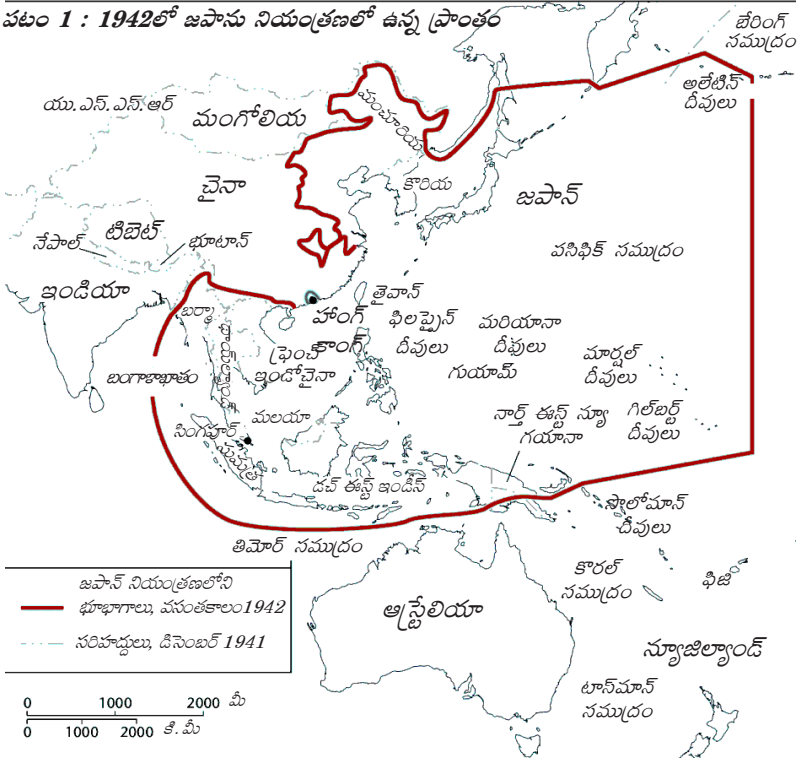 పటం 1 : 1942లో జపాను నియంత్రణలో ఉన్న ప్రాంతం
బేరింగ్
సముద్రం
అలేటిన్
దీవులు
యు.ఎస్.ఎస్.ఆర్
మంగోలియ
మంచూరియ
చైనా
కొరియ
జపాన్
టిబెట్
నేపాల్
భూటాన్
పసిఫిక్ సముద్రం
ఇండియా
బర్మా
తైవాన్
హాంగ్
కాంగ్
ఫిలప్పైన్
దీవులు
మరియానా
దీవులు
గుయామ్
మార్షల్
దీవులు
ఫ్రెంచ్
ఇండోచైనా
థాయ్‌లాండ్
బంగాళాఖాతం
మలయా
సింగపూర్
సుమత్రా
నార్త్ ఈస్ట్ న్యూ
గయానా
గిల్‌బర్ట్
దీవులు
డచ్ ఈస్ట్ ఇండిస్
సొలోమాన్
దీవులు
తిమోర్ సముద్రం
కొరల్
సముద్రం
ఫిజి
ఆస్ట్రేలియా
న్యూజిల్యాండ్
టాస్‌మాన్
సముద్రం
జపాన్ నియంత్రణలోని
భూభాగాలు, వసంతకాలం1942
సరిహద్దులు, డిసెంబర్ 1941
0 1000 2000 మీ
0 1000 2000 కి.మీ